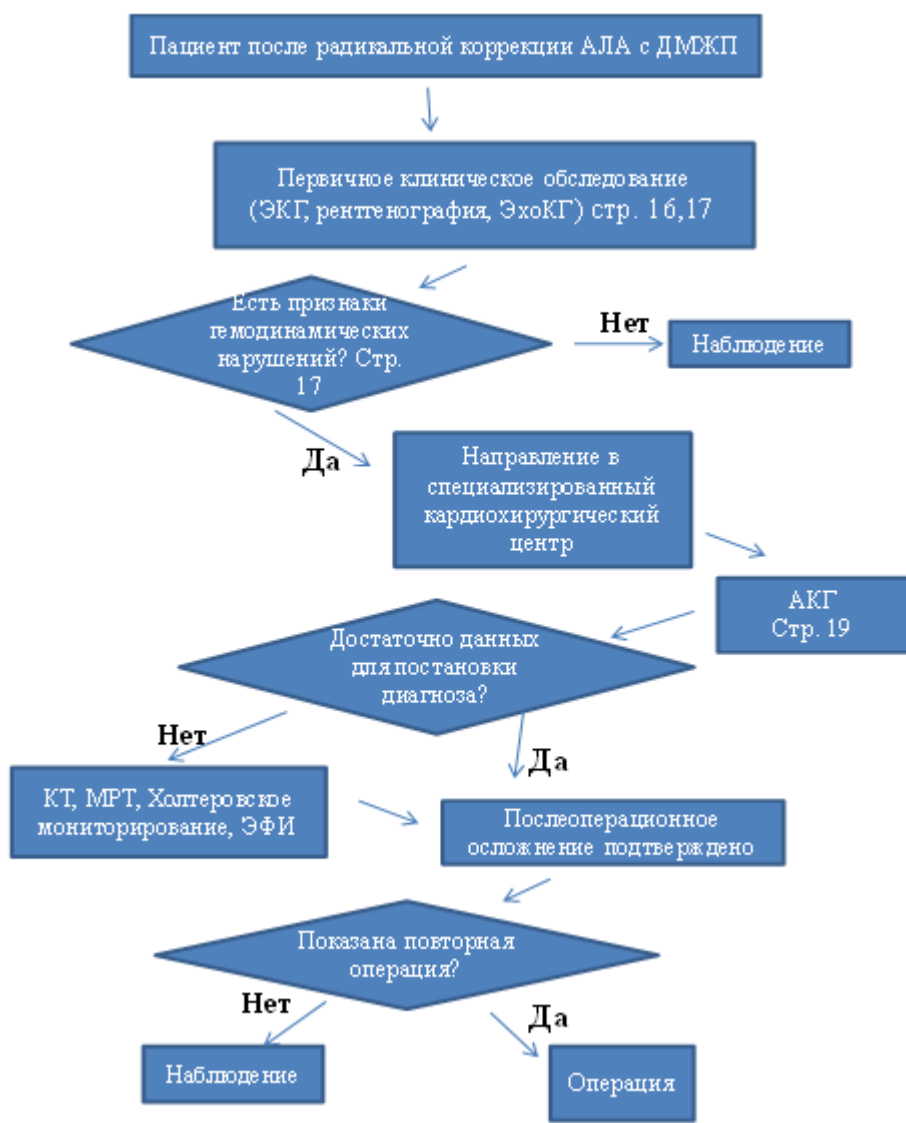 Пациент после радикальной коррекции АЛА с ДМЖП
Первичное клиническое обследование
(ЭКГ, рентгенография, ЭхоКГ) стр. 16,17
Есть признаки
гемодинамических
нарушений? Стр.
17
Нет
Наблюдение
Да
Направление в
специализированный
кардиохирургический
центр
АКГ
Стр. 19
Достаточно данных
для постановки
диагноза?
Нет
Да
КТ, МРТ, Холтеровское
мониторирование, ЭФИ
Послеоперационное
осложнение подтверждено
Показана повторная
операция?
Нет
Да
Наблюдение
Операция